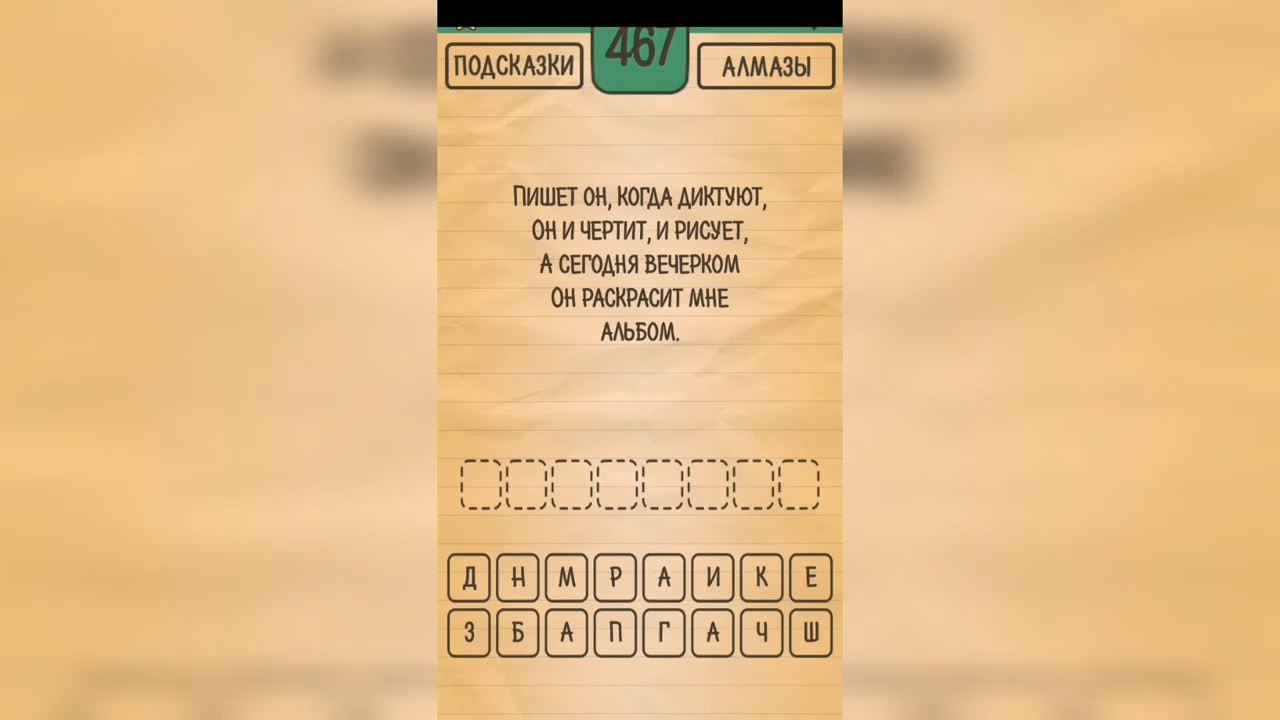 467
ПОДСКАЗКИ
АЛМАЗЫ
ПИШЕТ ОН, КОГДА ДИКТУЮТ,
ОН И ЧЕРТИТ, И РИСУЕТ,
А СЕГОДНЯ ВЕЧЕРКОМ
ОН РАСКРАСИТ МНЕ
АЛЬБОМ.
Д Н М Р А И К Е
З Б А П Г А Ч Ш